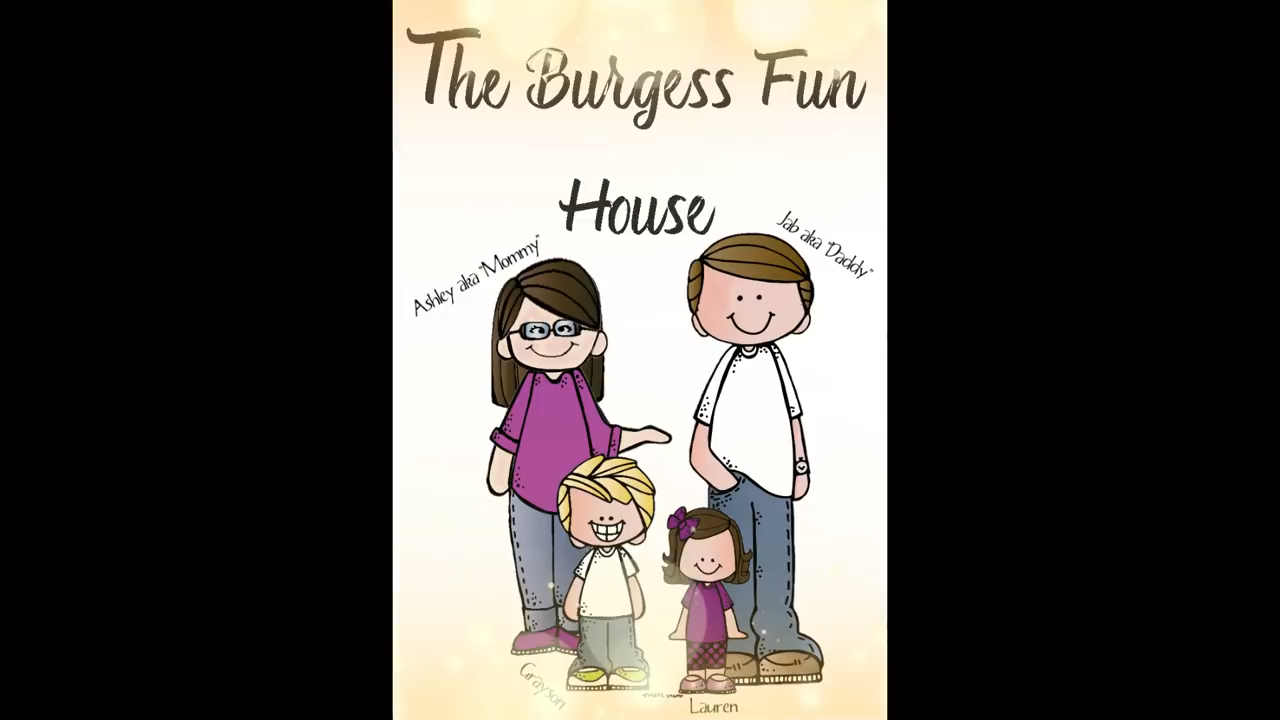 The Burgess Fun
House
Jab aka "Daddy"
Ashley aka "Mommy"
Grayson
Lauren